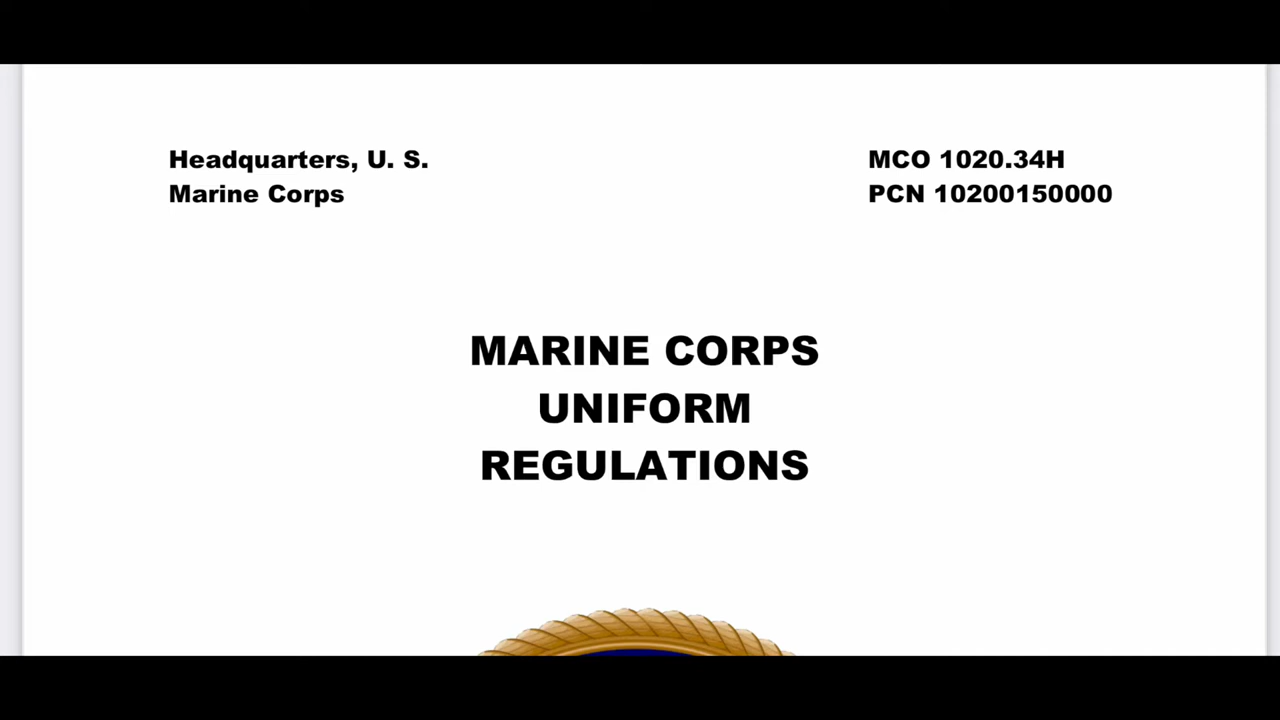 Headquarters, U. S.
Marine Corps
MCO 1020.34H
PCN 10200150000
MARINE CORPS
UNIFORM
REGULATIONS